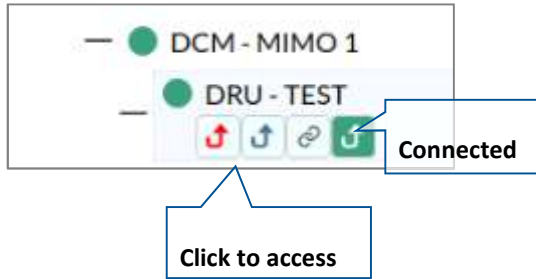 DCM - MIMO 1
DRU - TEST
Connected
Click to access